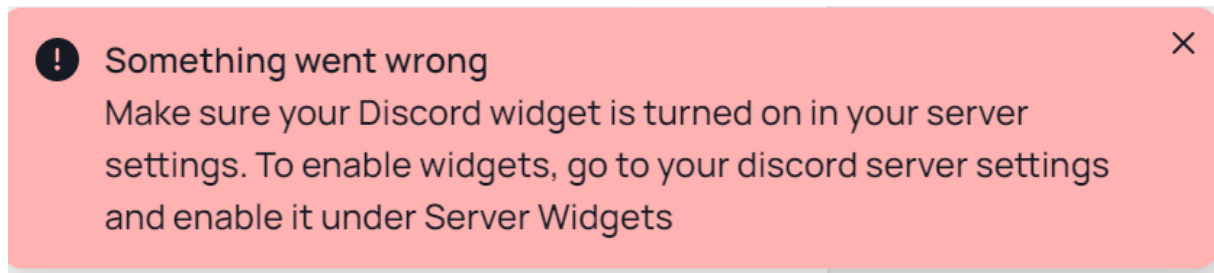 Something went wrong
Make sure your Discord widget is turned on in your server
settings. To enable widgets, go to your discord server settings
and enable it under Server Widgets